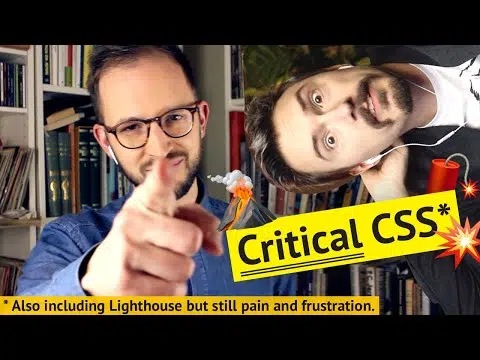 Critical CSS*
* Also including Lighthouse but still pain and frustration.